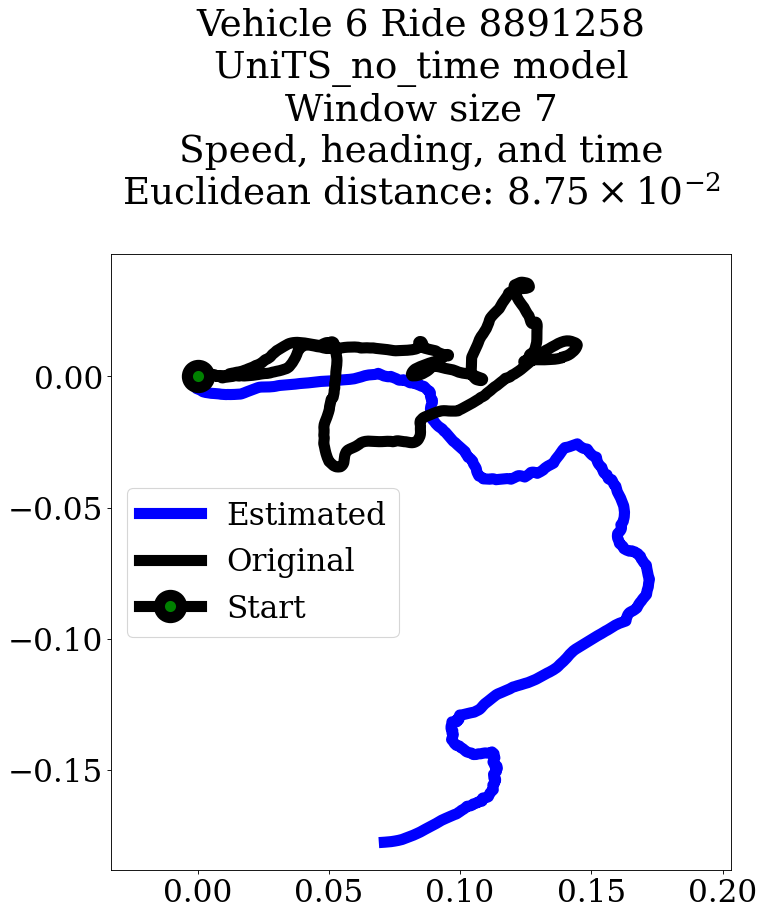 Vehicle 6 Ride 8891258
UniTS_no_time model
Window size 7
Speed, heading, and time
Euclidean distance: 8.75 × 10⁻²
0.00
−0.05
−0.10
−0.15
Estimated
Original
Start
0.00 0.05 0.10 0.15 0.20